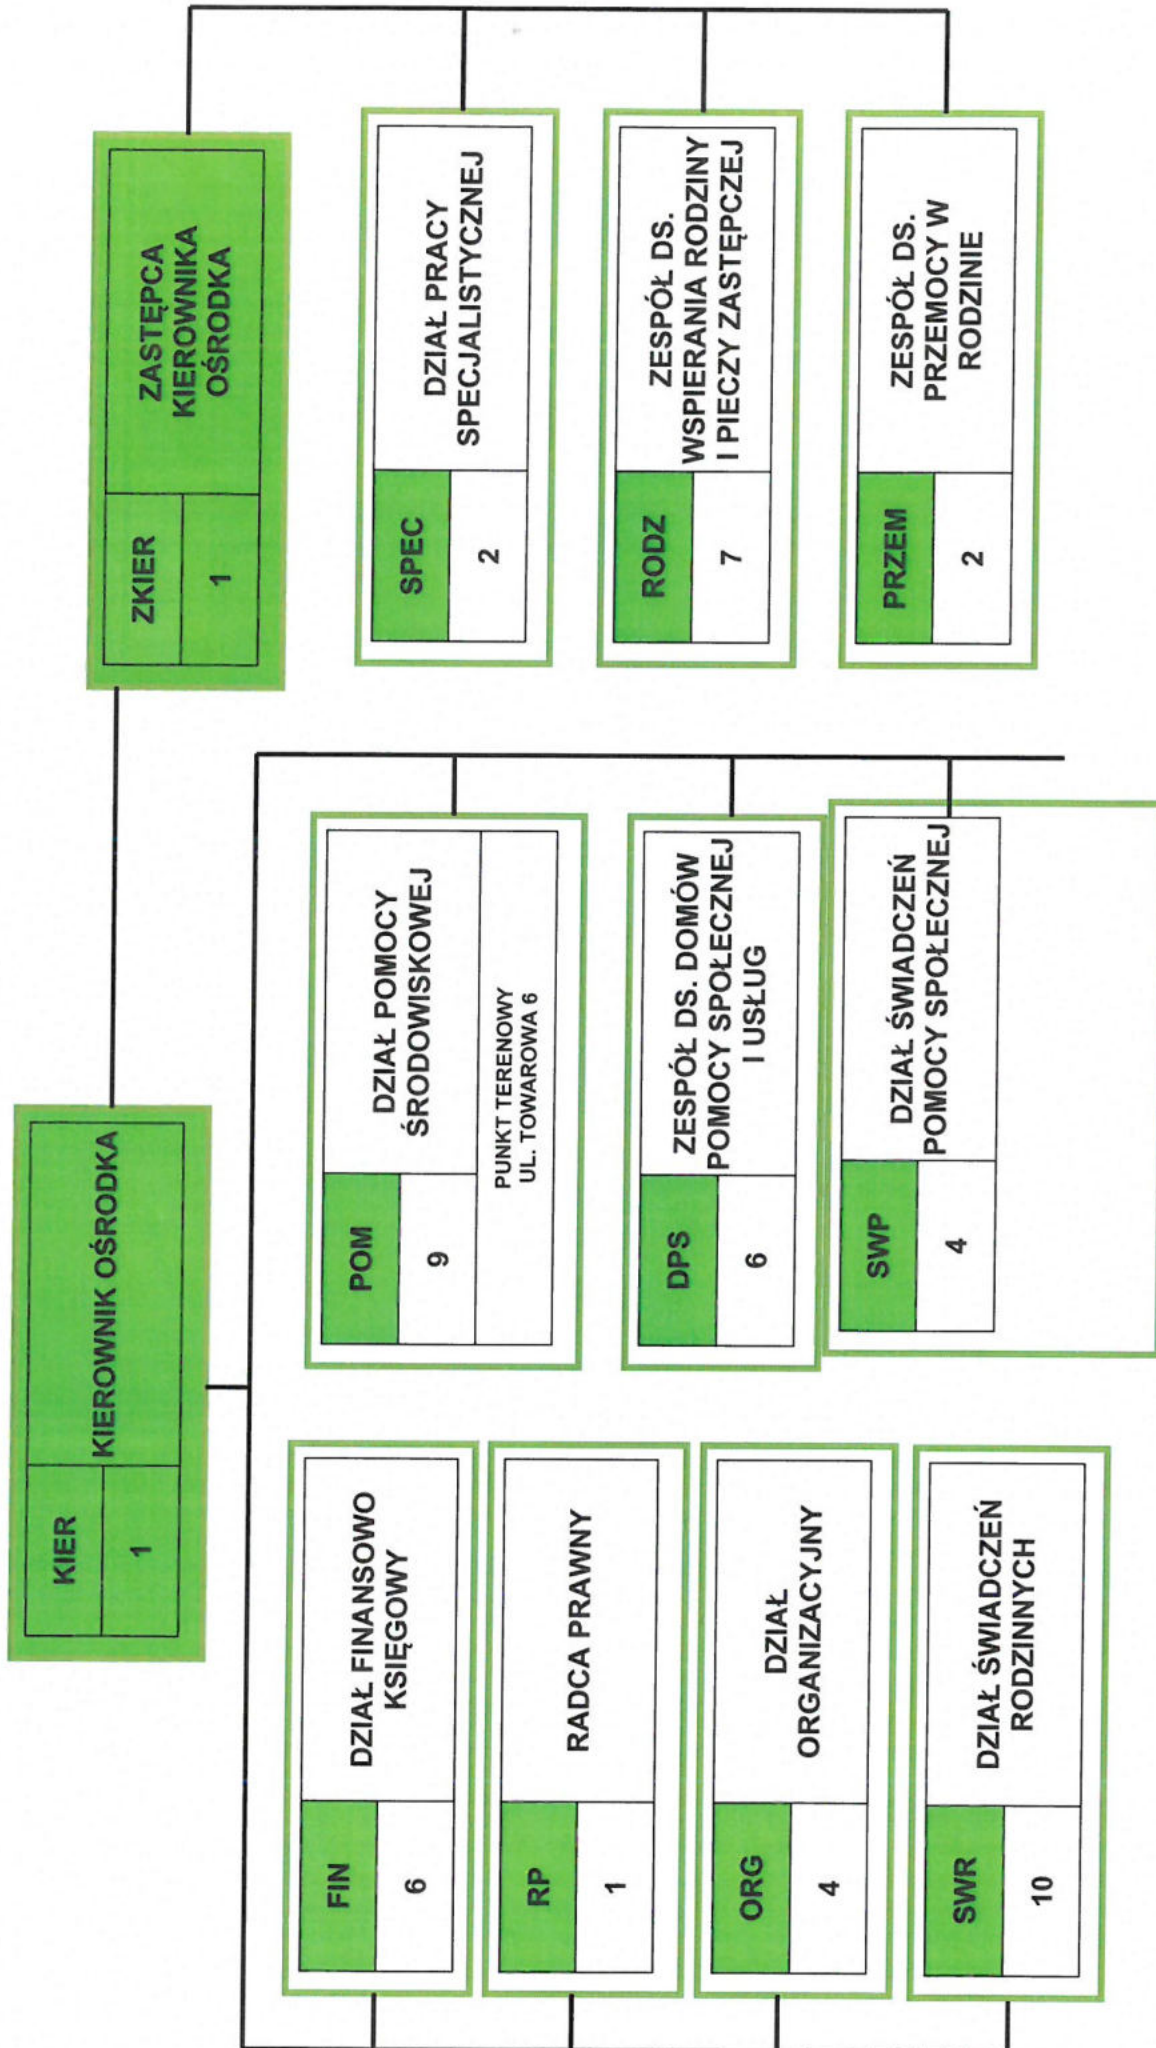 KIER
1
KIEROWNIK OŚRODKA
ZKIER
1
ZASTĘPCA
KIEROWNIKA
OŚRODKA
FIN
6
DZIAŁ FINANSOWO
KSIĘGOWY
RP
1
RADCA PRAWNY
ORG
4
DZIAŁ
ORGANIZACYJNY
SWR
10
DZIAŁ ŚWIADCZEŃ
RODZINNYCH
POM
9
DZIAŁ POMOCY
ŚRODOWISKOWEJ
PUNKT TERENOWY
UL. TOWAROWA 6
DPS
6
ZESPÓŁ DS. DOMÓW
POMOCY SPOŁECZNEJ
I USŁUG
SWP
4
DZIAŁ ŚWIADCZEŃ
POMOCY SPOŁECZNEJ
SPEC
2
DZIAŁ PRACY
SPECJALISTYCZNEJ
RODZ
7
ZESPÓŁ DS.
WSPIERANIA RODZINY
I PIECZY ZASTĘPCZEJ
PRZEM
2
ZESPÓŁ DS.
PRZEMOCY W
RODZINIE